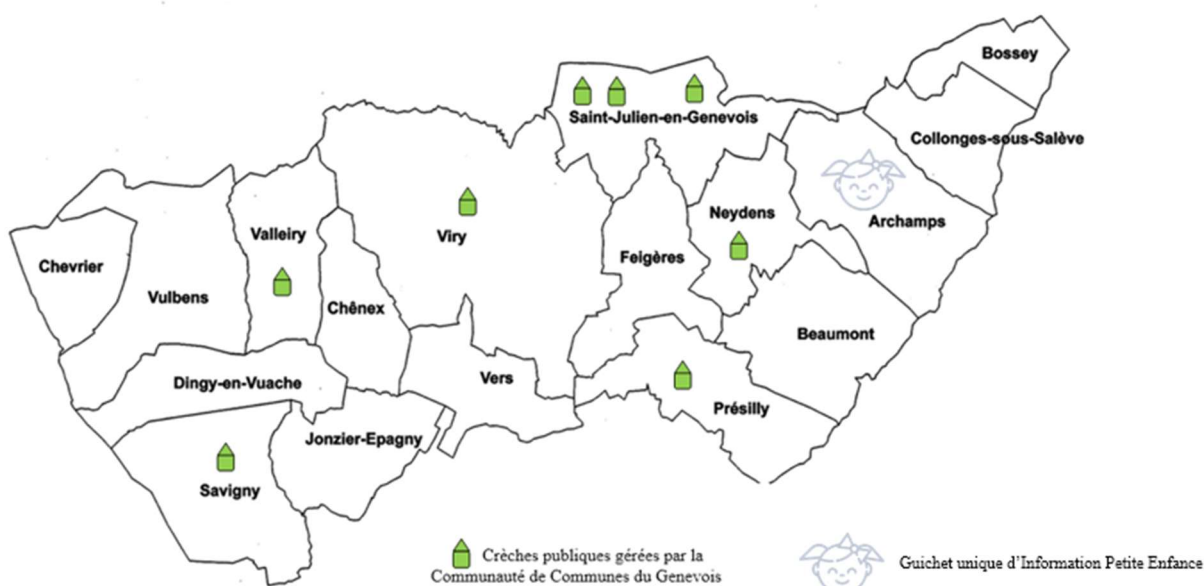 Bossey
Saint-Julien-en-Genevois
Collonges-sous-Salève
Neydens
Archamps
Valleiry
Viry
Feigères
Chevrier
Vulbens
Chênex
Beaumont
Vers
Dingy-en-Vuache
Présilly
Jonzier-Epagny
Savigny
Crèches publiques gérées par la
Communauté de Communes du Genevois
Guichet unique d'Information Petite Enfance